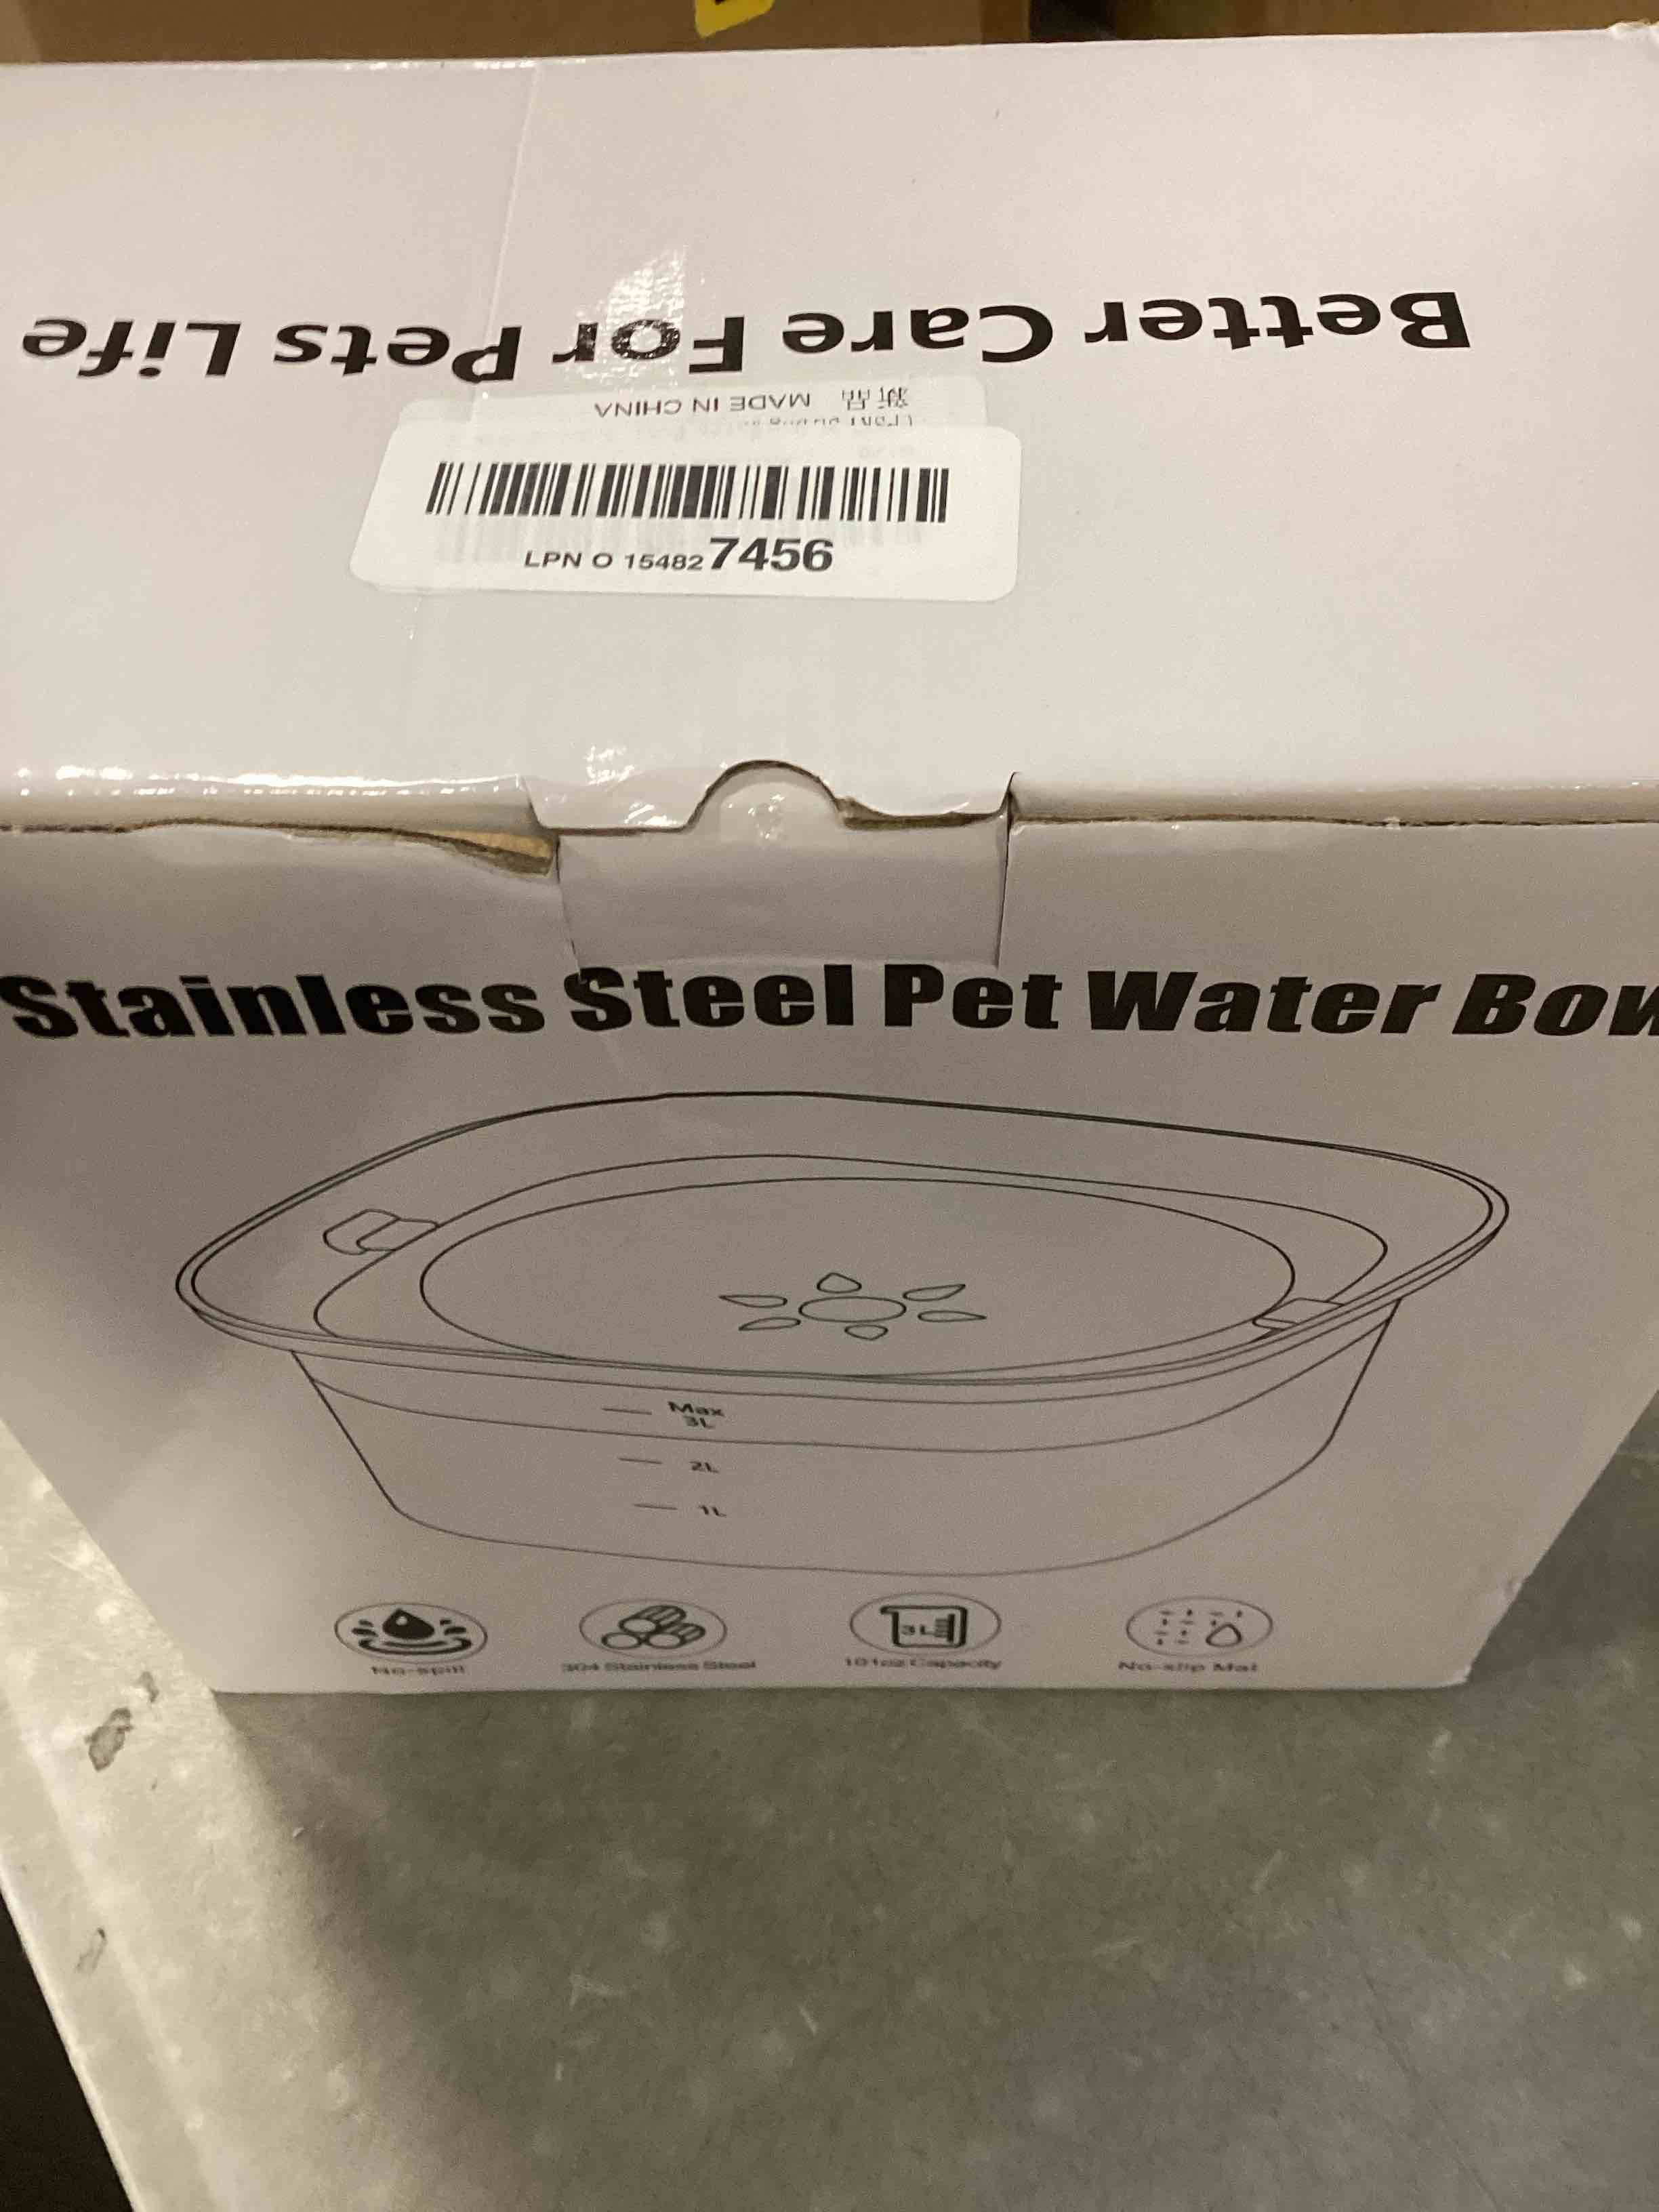 Better Care For Pets Life
新品 MADE IN CHINA
LPN O 154827456
Stainless Steel Pet Water Bow
Max
3L
2L
1L
3L
No-spill
304 Stainless Steel
101oz Capacity
No-slip Mat